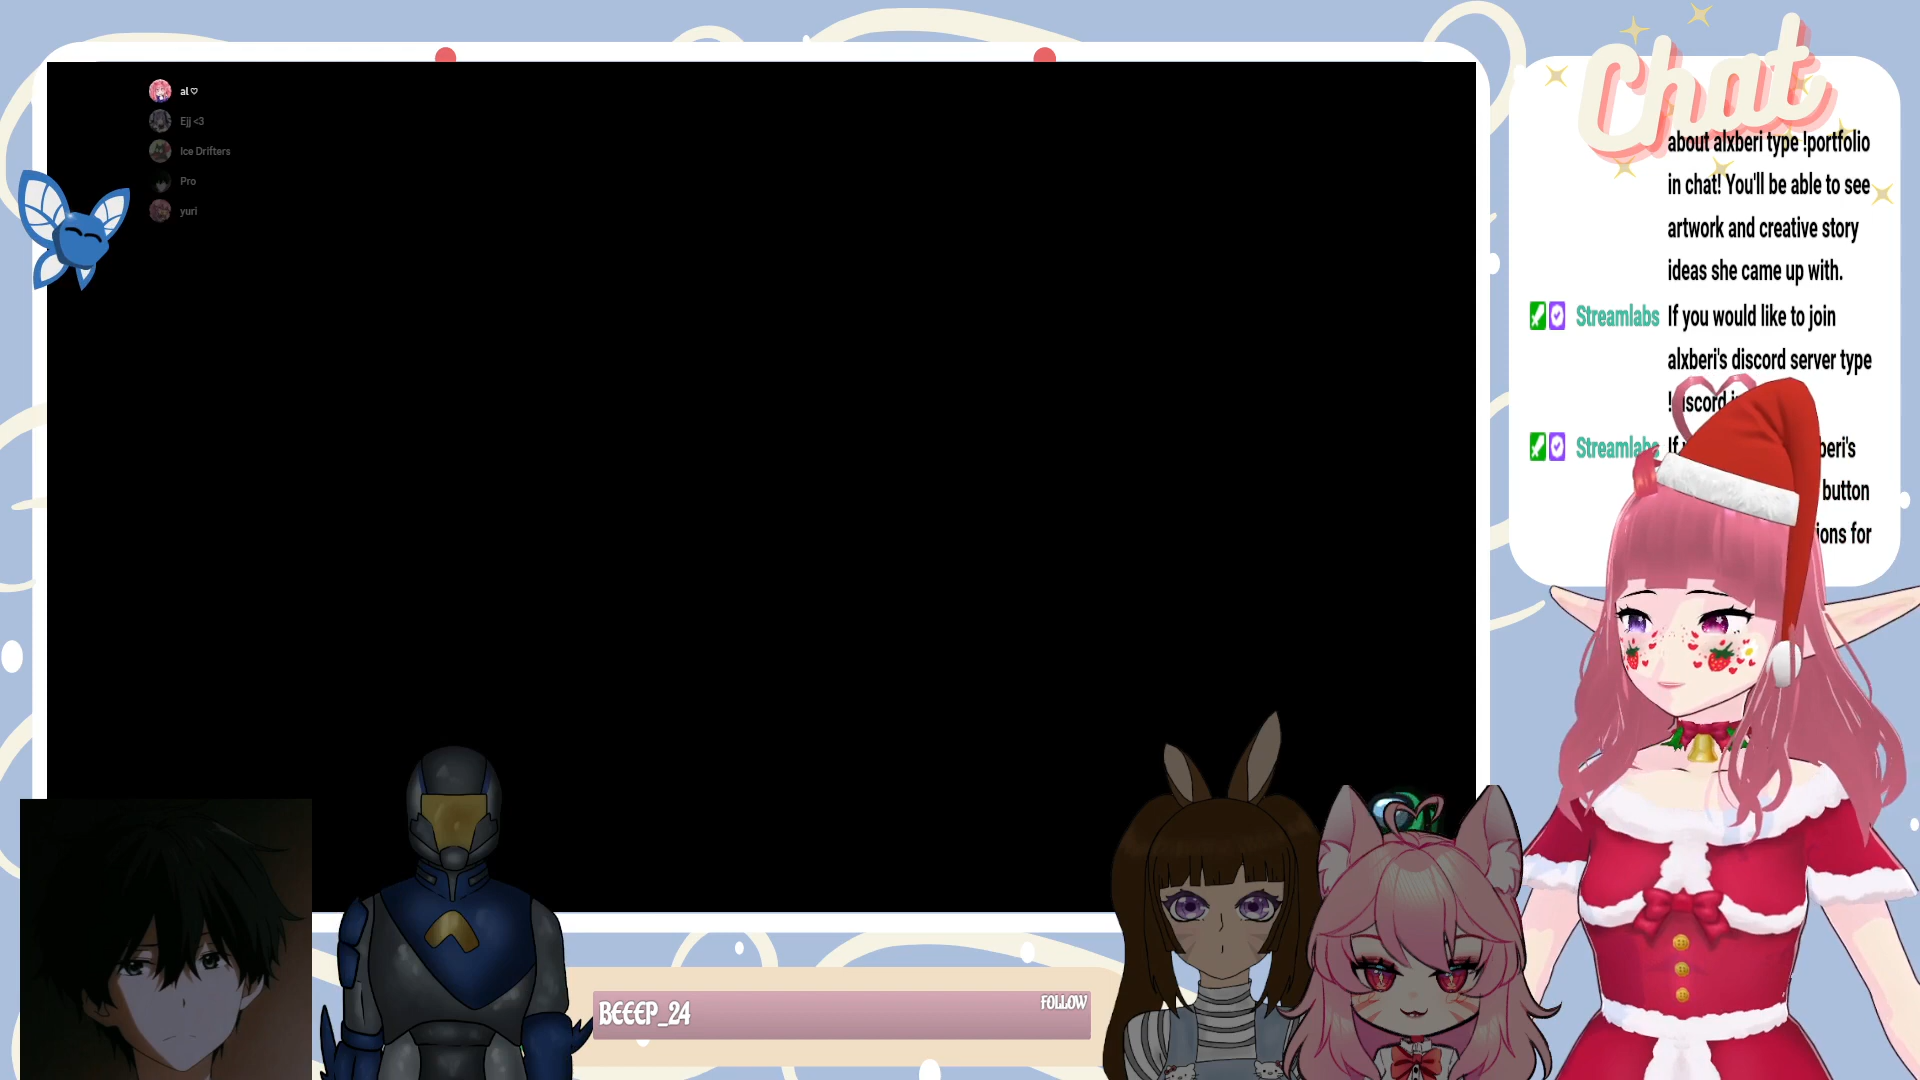 al♡
Ejj <3
Ice Drifters
Pro
yuri
Chat
about alxberi type !portfolio
in chat! You'll be able to see
artwork and creative story
ideas she came up with.
Streamlabs If you would like to join
alxberi's discord server type
Streamlabs If
beri's
button
for
BEEEP_24
FOLLOW